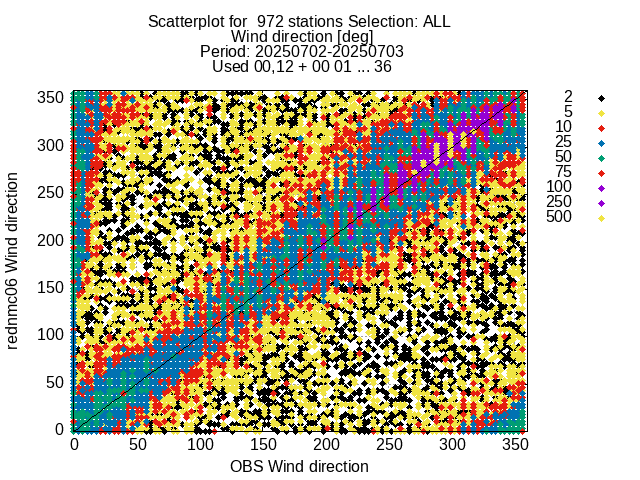 Scatterplot for  972 stations Selection: ALL
Wind direction [deg]
Period: 20250702-20250703
Used 00,12 + 00 01 ... 36
2
5
10
25
50
75
100
250
500
350
300
250
200
150
100
50
0
rednmc06 Wind direction
0 50 100 150 200 250 300 350
OBS Wind direction